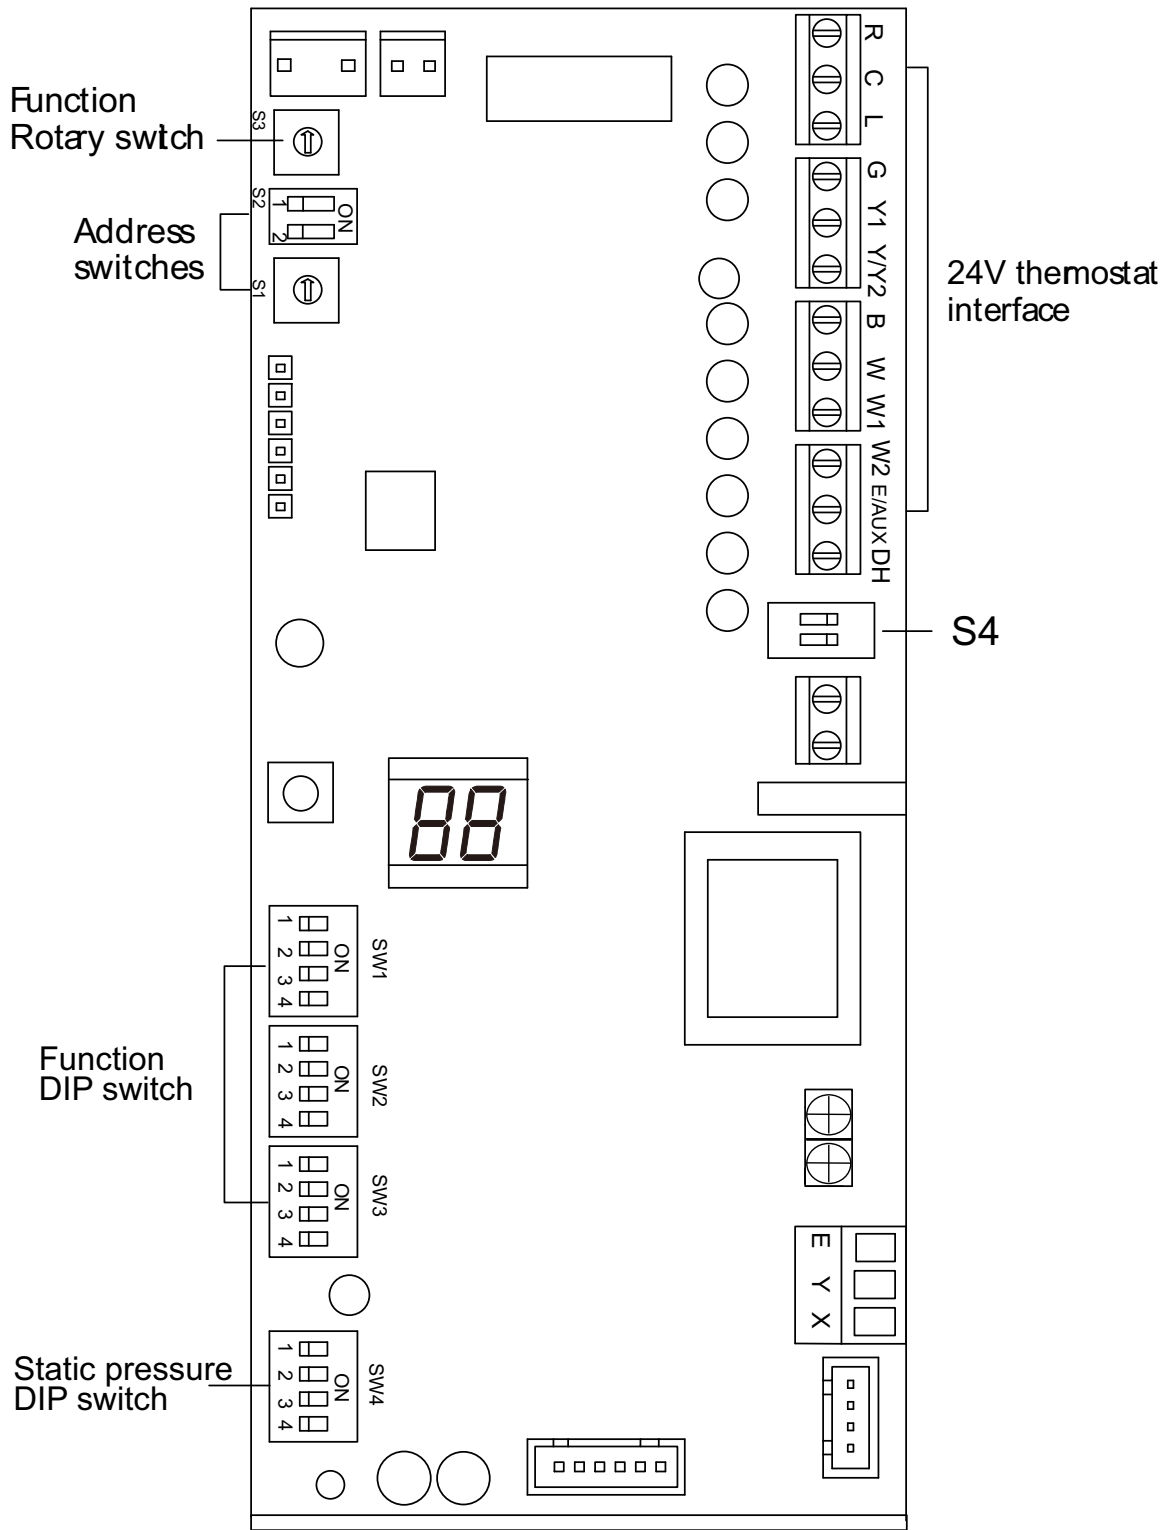 Function
Rotary switch
S3
S2
1
2
ON
Address
switches
S1
R
C
L
G
Y1
Y/Y2
B
W
W1
W2
E/AUX
DH
24V thermostat
interface
S4
88
1
2
3
4
ON
SW1
Function
DIP switch
1
2
3
4
ON
SW2
1
2
3
4
ON
SW3
E
Y
X
Static pressure
DIP switch
1
2
3
4
ON
SW4